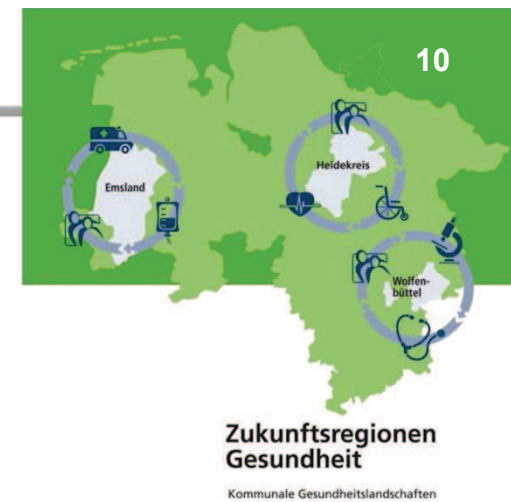 10
Emsland
Heidekreis
Wolfen-
büttel
Zukunftsregionen
Gesundheit
Kommunale Gesundheitslandschaften